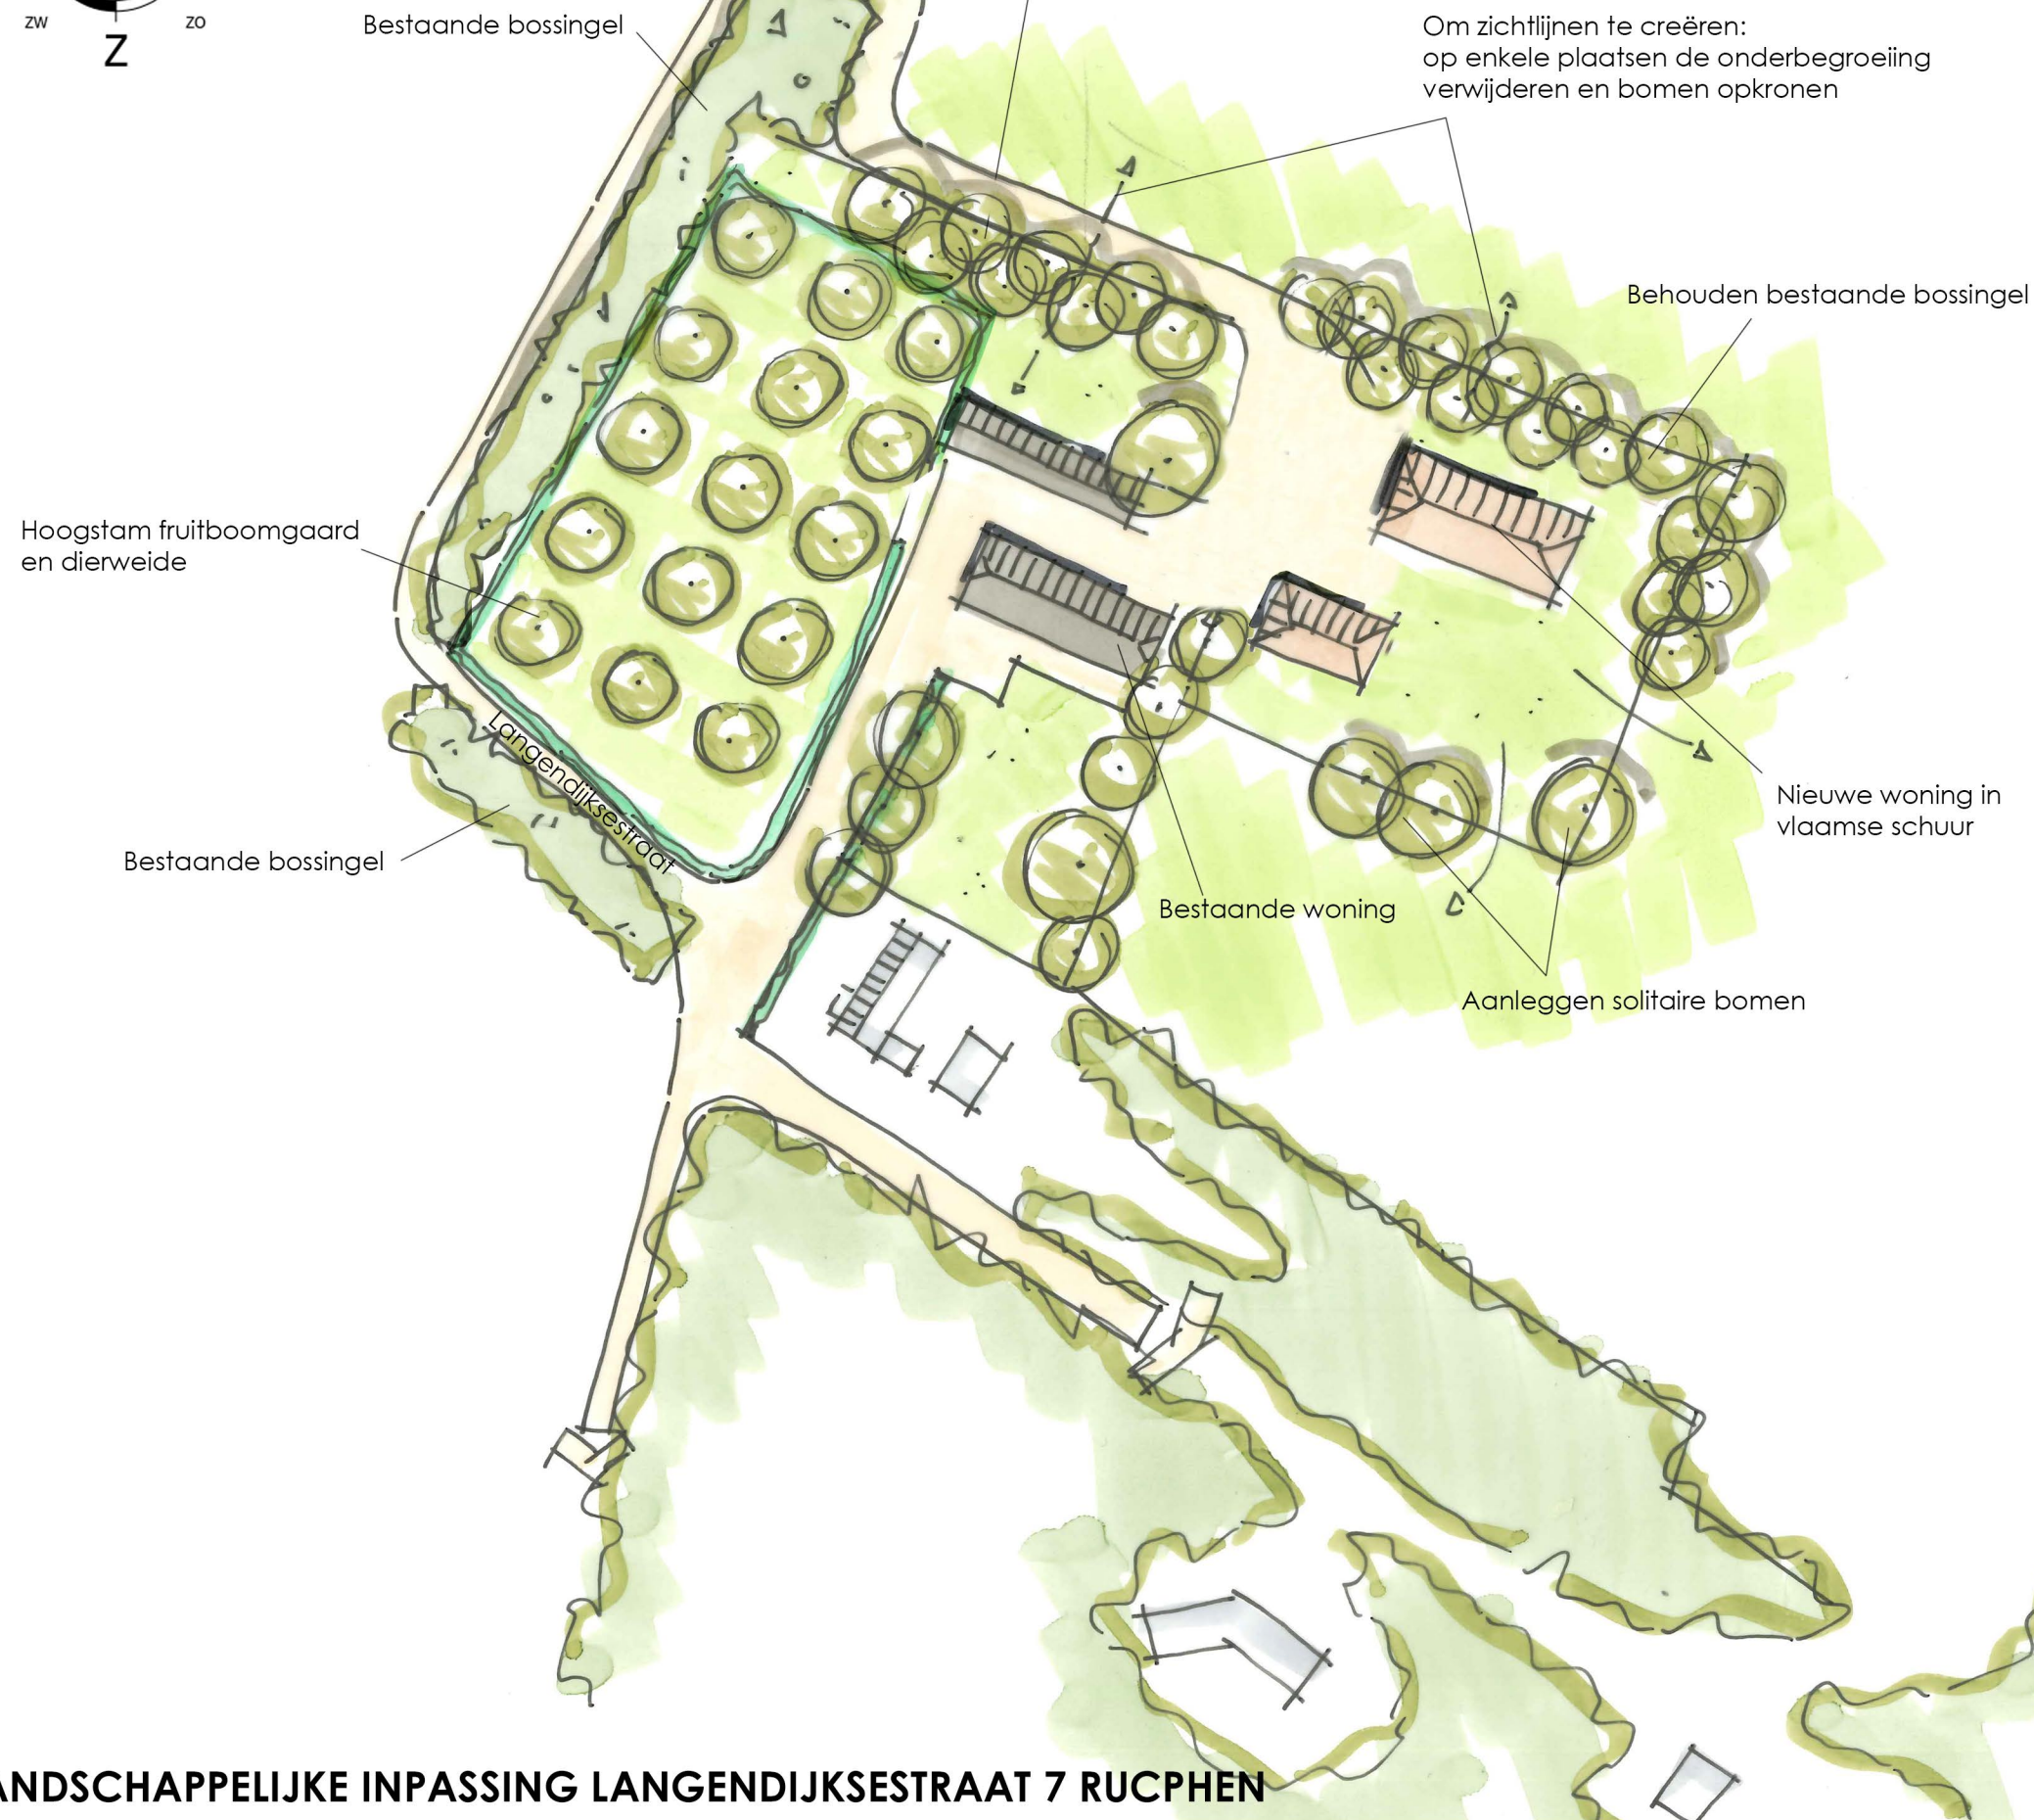 ZW
ZO
Z
Bestaande bossingel
Om zichtlijnen te creëren:
op enkele plaatsen de onderbegroeiing
verwijderen en bomen opkronen
Behouden bestaande bossingel
Hoogstam fruitboomgaard
en dierweide
Langendijksestraat
Nieuwe woning in
vlaamse schuur
Bestaande bossingel
Bestaande woning
Aanleggen solitaire bomen
ANDSCHAPPELIJKE INPASSING LANGENDIJKSESTRAAT 7 RUCPHEN